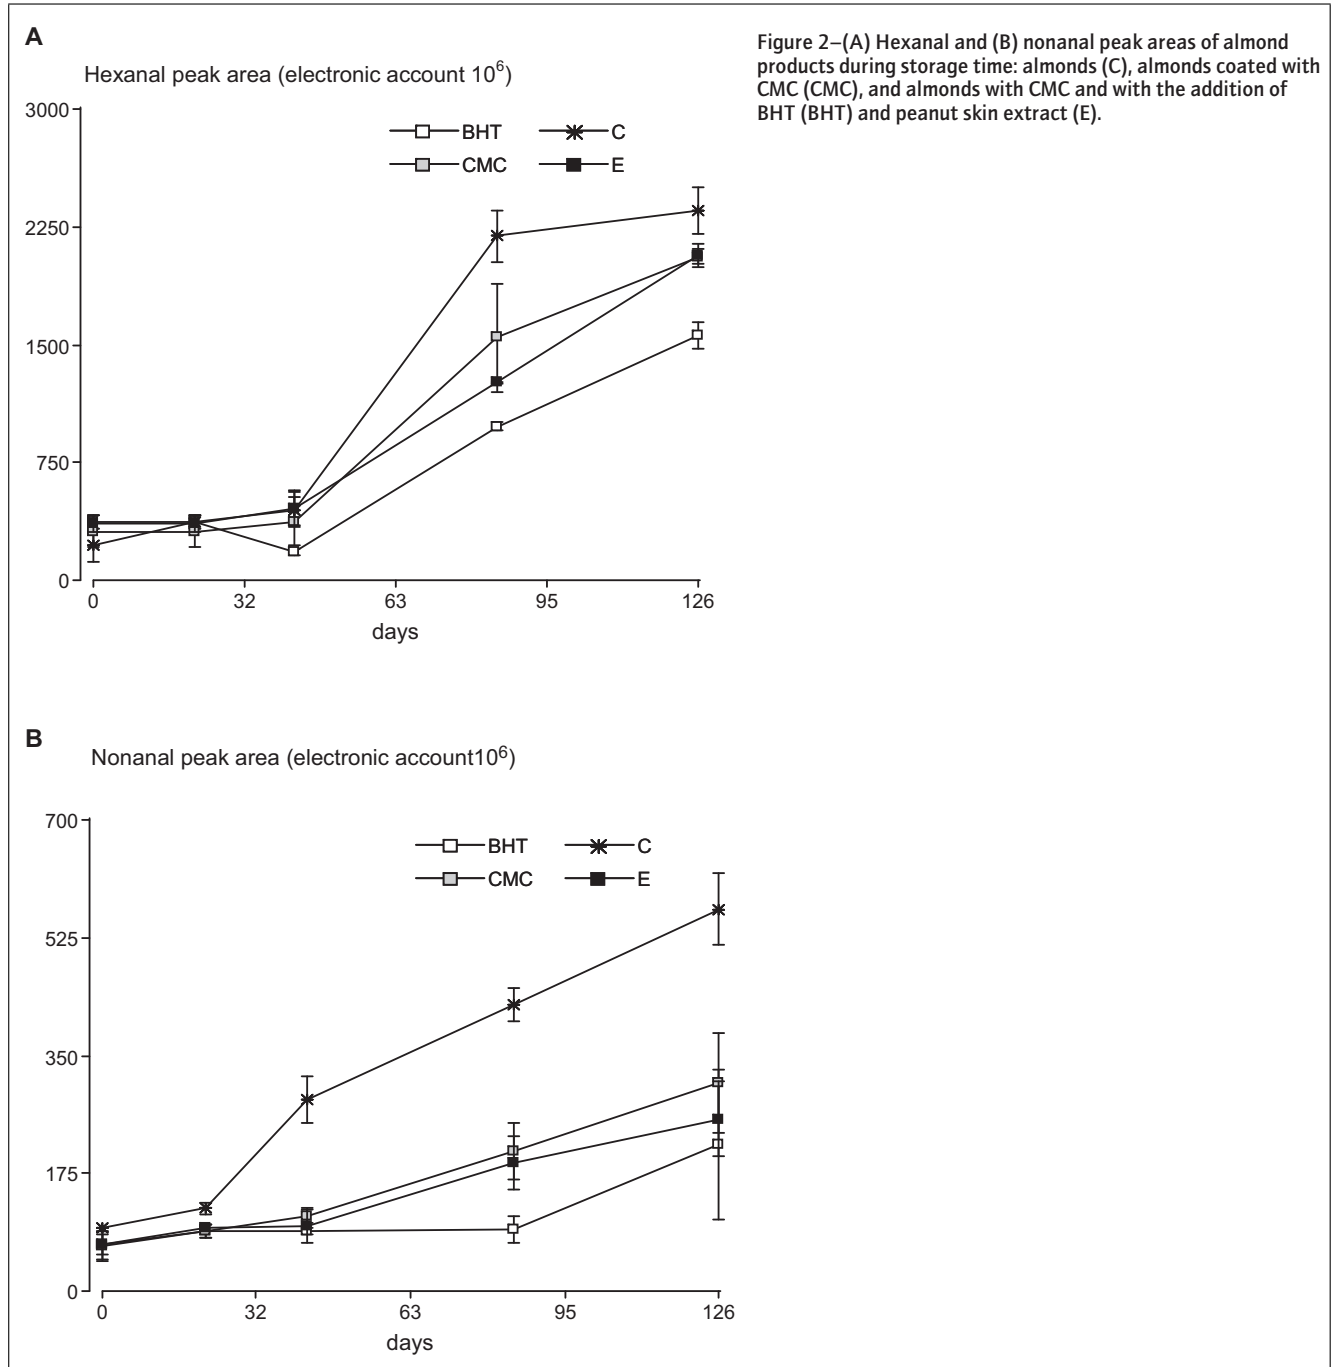 A
Hexanal peak area (electronic account 10⁶)
Figure 2–(A) Hexanal and (B) nonanal peak areas of almond
products during storage time: almonds (C), almonds coated with
CMC (CMC), and almonds with CMC and with the addition of
BHT (BHT) and peanut skin extract (E).
3000
BHT C
CMC E
2250
1500
750
0
0 32 63 95 126
days
B
Nonanal peak area (electronic account10⁶)
700
BHT C
CMC E
525
350
175
0
0 32 63 95 126
days